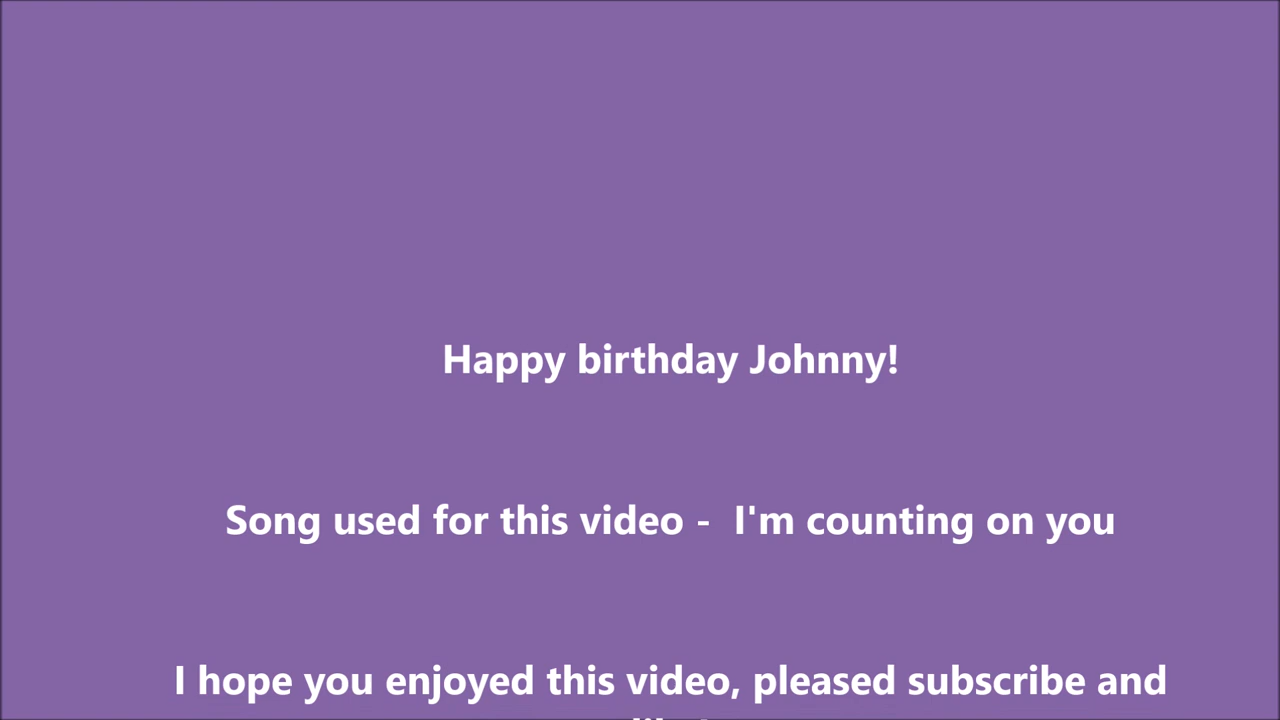 Happy birthday Johnny!
Song used for this video -  I'm counting on you
I hope you enjoyed this video, pleased subscribe and